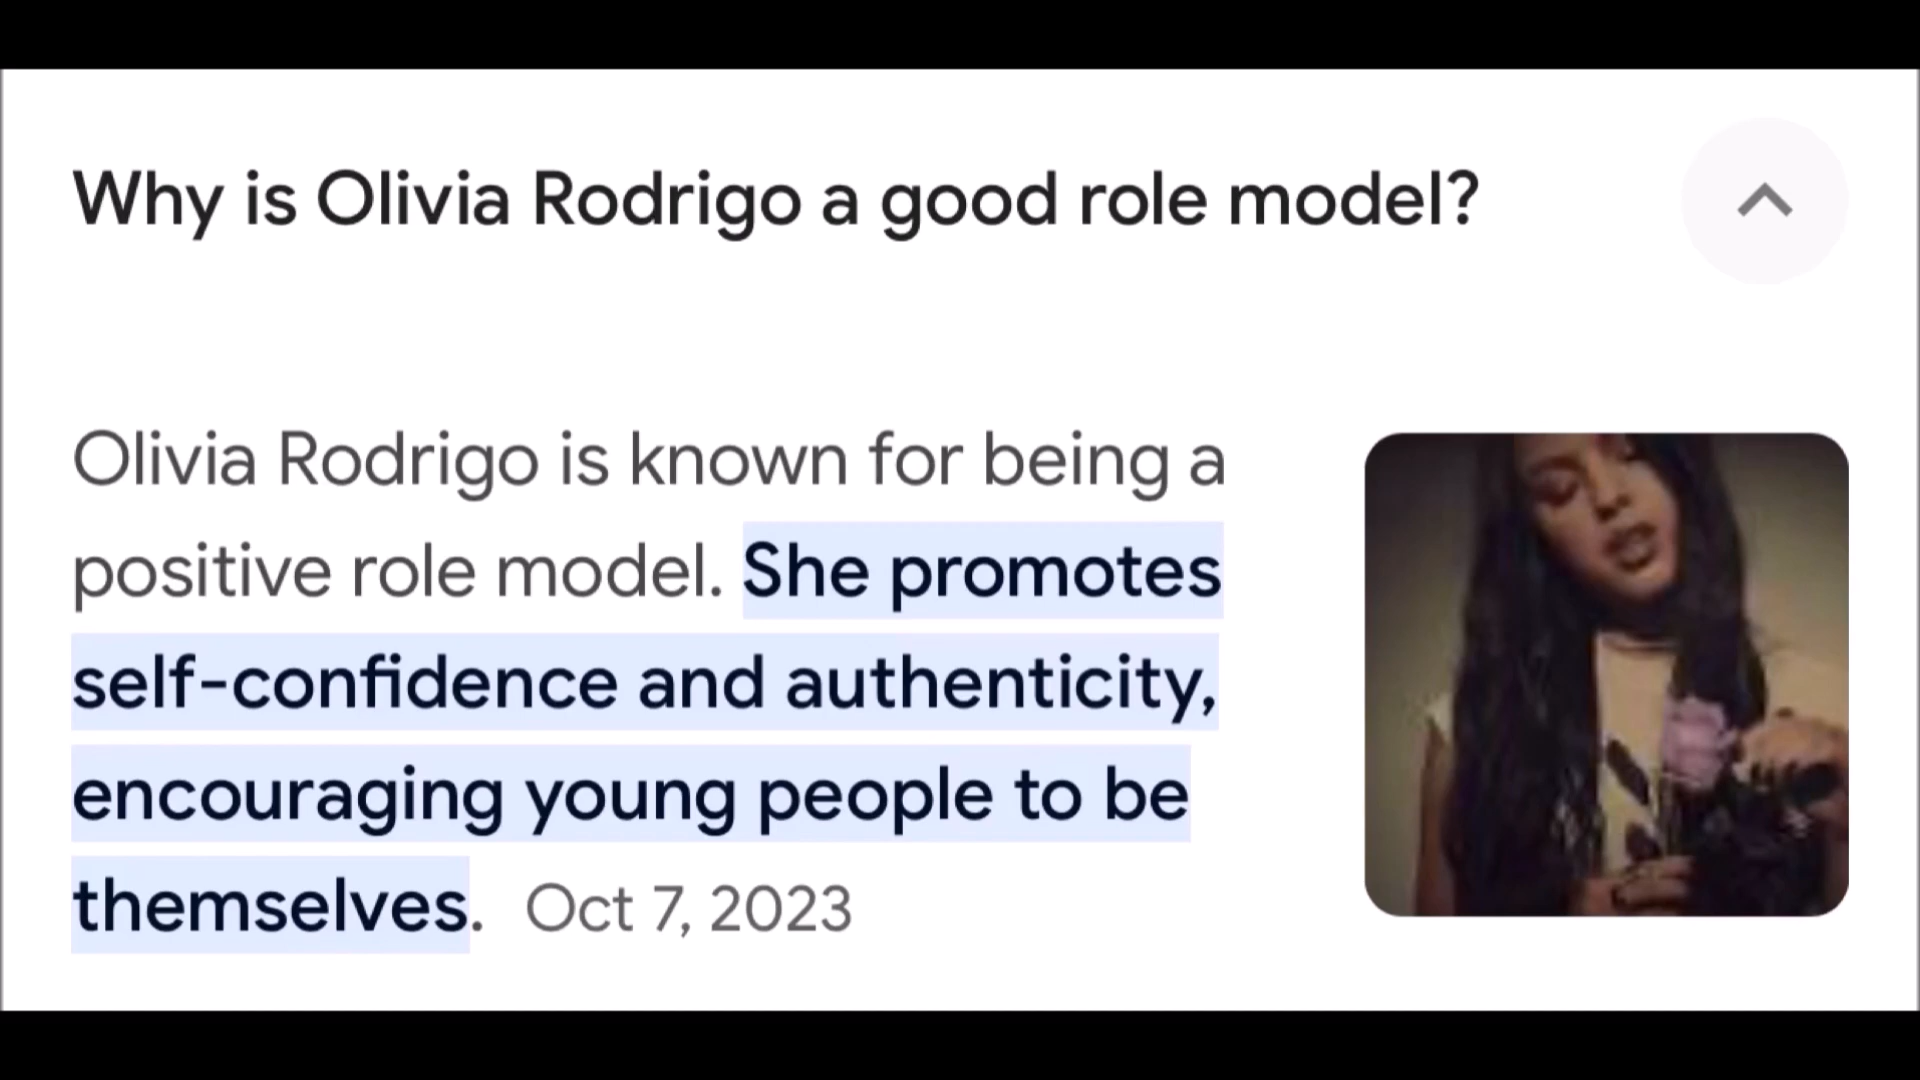 Why is Olivia Rodrigo a good role model?
Olivia Rodrigo is known for being a
positive role model. She promotes
self-confidence and authenticity,
encouraging young people to be
themselves. Oct 7, 2023